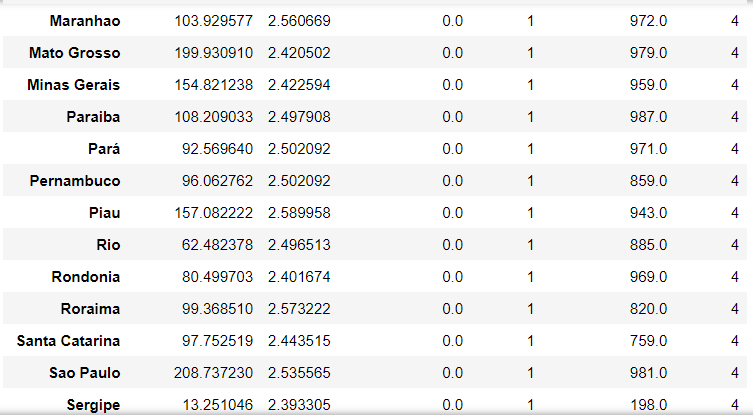 Maranhao 103.929577 2.560669 0.0 1 972.0 4
Mato Grosso 199.930910 2.420502 0.0 1 979.0 4
Minas Gerais 154.821238 2.422594 0.0 1 959.0 4
Paraiba 108.209033 2.497908 0.0 1 987.0 4
Pará 92.569640 2.502092 0.0 1 971.0 4
Pernambuco 96.062762 2.502092 0.0 1 859.0 4
Piau 157.082222 2.589958 0.0 1 943.0 4
Rio 62.482378 2.496513 0.0 1 885.0 4
Rondonia 80.499703 2.401674 0.0 1 969.0 4
Roraima 99.368510 2.573222 0.0 1 820.0 4
Santa Catarina 97.752519 2.443515 0.0 1 759.0 4
Sao Paulo 208.737230 2.535565 0.0 1 981.0 4
Sergipe 13.251046 2.393305 0.0 1 198.0 4